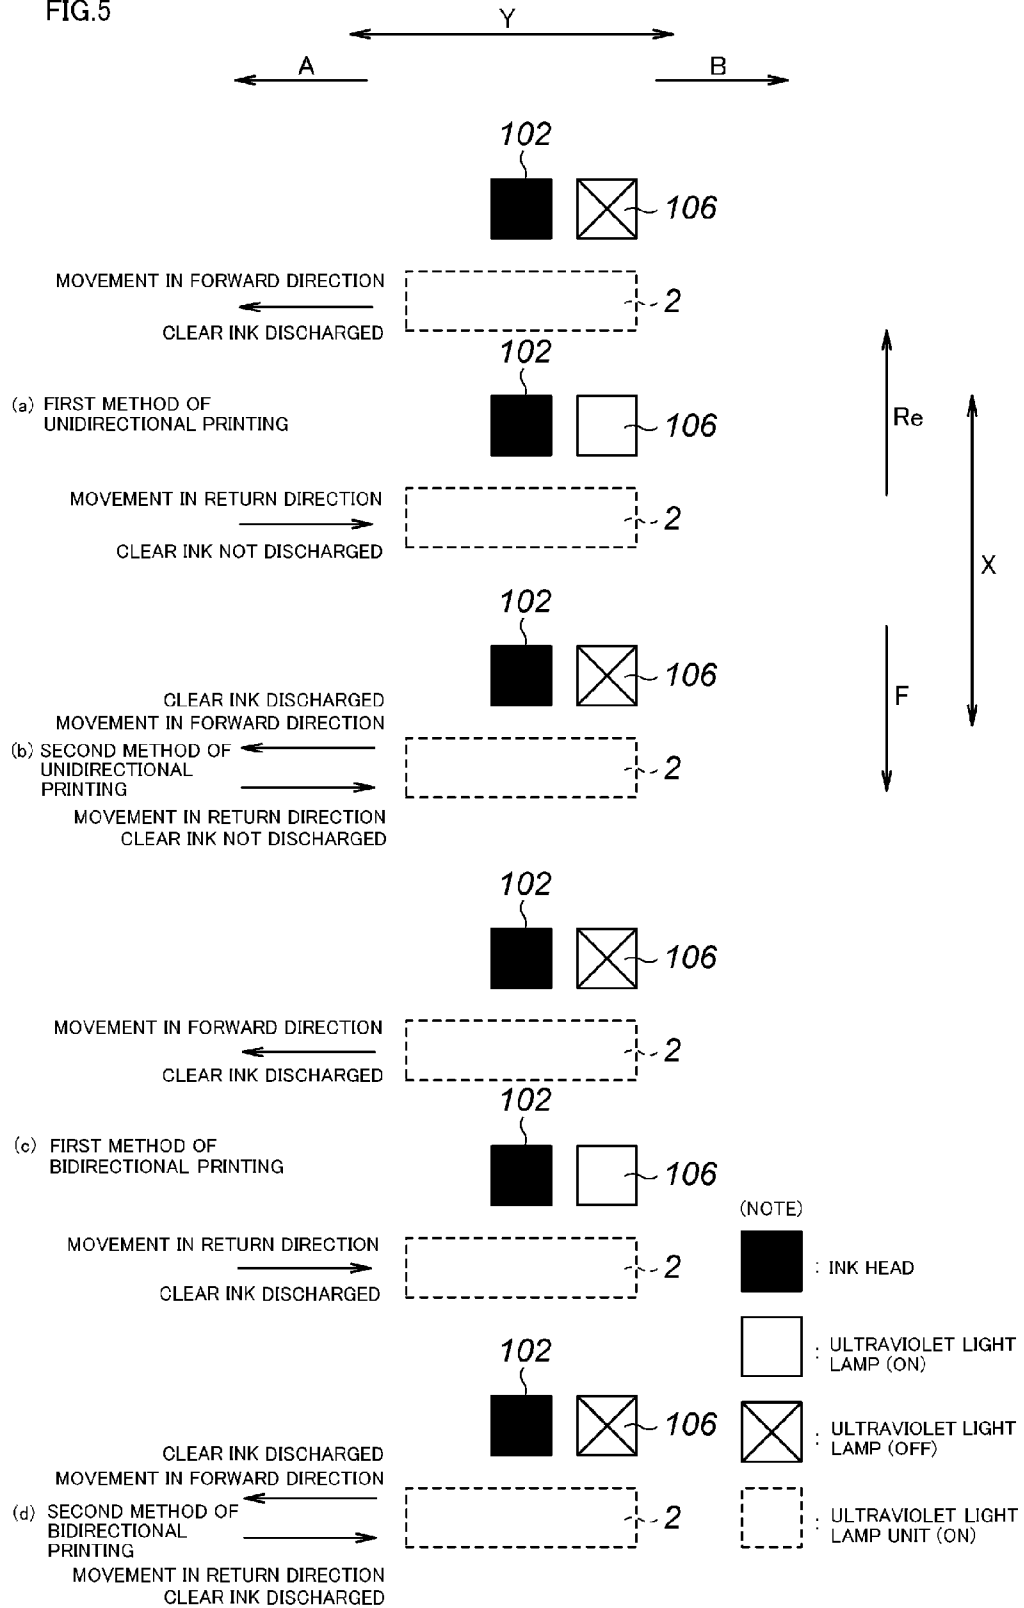 FIG.5
Y
A
B
102
106
MOVEMENT IN FORWARD DIRECTION
2
CLEAR INK DISCHARGED
102
(a) FIRST METHOD OF
UNIDIRECTIONAL PRINTING
106
Re
MOVEMENT IN RETURN DIRECTION
2
CLEAR INK NOT DISCHARGED
X
102
106
CLEAR INK DISCHARGED
F
MOVEMENT IN FORWARD DIRECTION
(b) SECOND METHOD OF
UNIDIRECTIONAL
PRINTING
2
MOVEMENT IN RETURN DIRECTION
CLEAR INK NOT DISCHARGED
102
106
MOVEMENT IN FORWARD DIRECTION
2
CLEAR INK DISCHARGED
102
(c) FIRST METHOD OF
BIDIRECTIONAL PRINTING
106
MOVEMENT IN RETURN DIRECTION
2
CLEAR INK DISCHARGED
102
106
CLEAR INK DISCHARGED
MOVEMENT IN FORWARD DIRECTION
(d) SECOND METHOD OF
BIDIRECTIONAL
PRINTING
2
MOVEMENT IN RETURN DIRECTION
CLEAR INK DISCHARGED
(NOTE)
: INK HEAD
: ULTRAVIOLET LIGHT
LAMP (ON)
: ULTRAVIOLET LIGHT
LAMP (OFF)
: ULTRAVIOLET LIGHT
LAMP UNIT (ON)